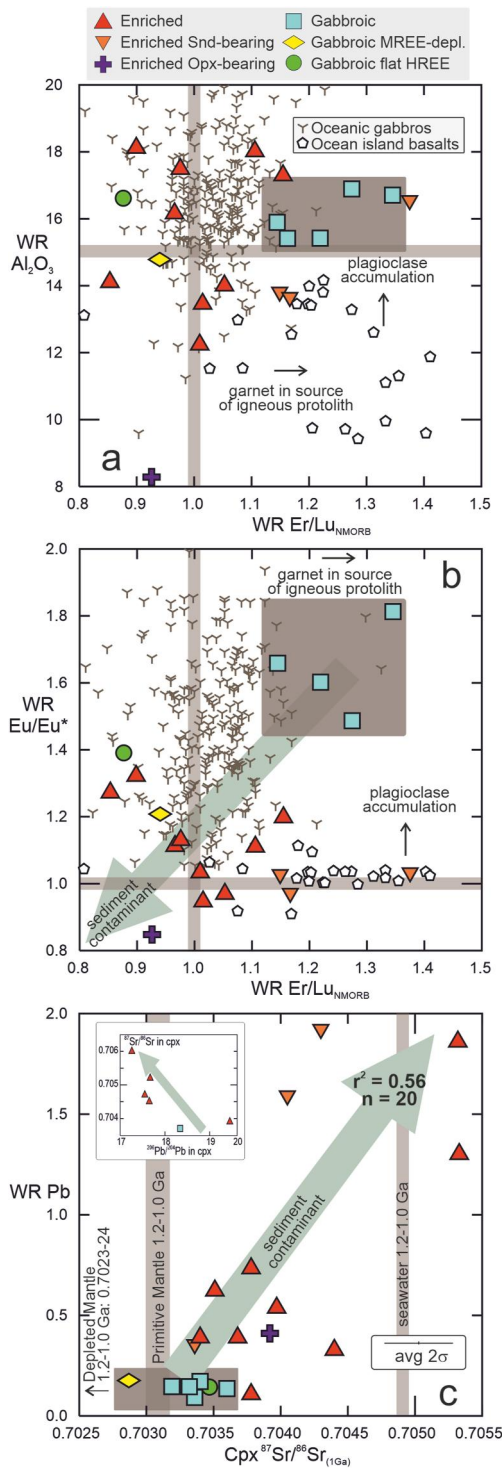 Enriched
Gabbroic
Enriched Snd-bearing
Gabbroic MREE-depl.
Enriched Opx-bearing
Gabbroic flat HREE
20
18
16
14
12
10
8
WR
Al2O3
Oceanic gabbros
Ocean island basalts
plagioclase
accumulation
garnet in source
of igneous protolith
a
0.8 0.9 1.0 1.1 1.2 1.3 1.4 1.5
WR Er/LuNMORB
2.0
1.8
1.6
1.4
1.2
1.0
0.8
WR
Eu/Eu*
garnet in source
of igneous protolith
b
plagioclase
accumulation
sediment
contaminant
0.8 0.9 1.0 1.1 1.2 1.3 1.4 1.5
WR Er/LuNMORB
2.0
1.5
1.0
0.5
0.0
WR Pb
87Sr/86Sr in cpx
0.706
0.704
0.702
17 18 19 20
206Pb/204Pb in cpx
r2 = 0.56
n = 20
sediment
contaminant
Depleted Mantle
1.2-1.0 Ga: 0.7023-24
Primitive Mantle 1.2-1.0 Ga
seawater 1.2-1.0 Ga
avg 2σ
c
0.7025 0.7030 0.7035 0.7040 0.7045 0.7050 0.7055
Cpx 87Sr/86Sr(1Ga)